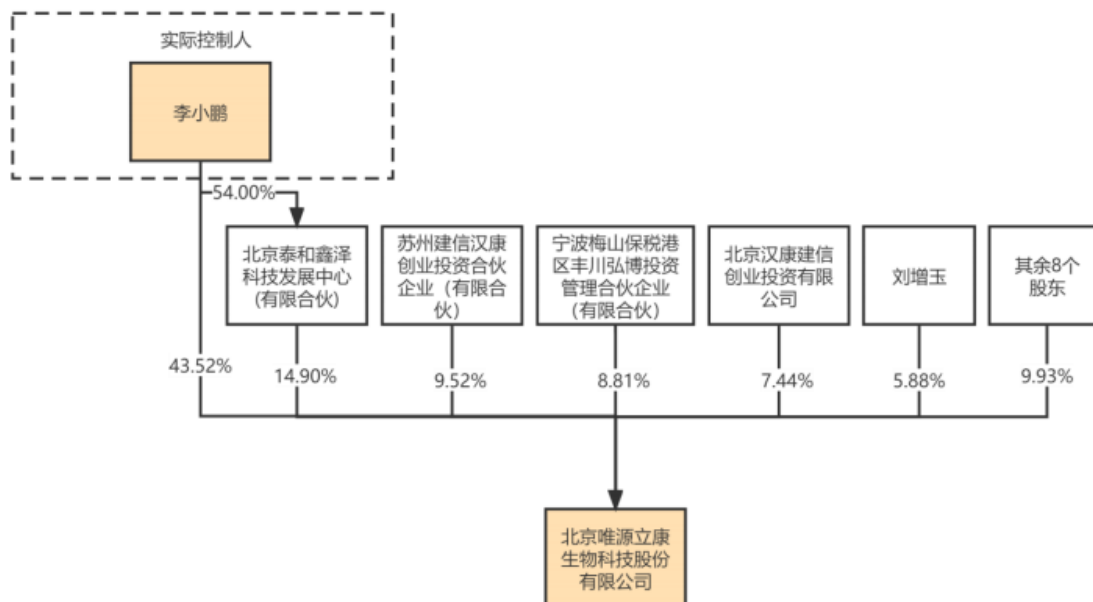 实际控制人
李小鹏
54.00%
北京泰和鑫泽
科技发展中心
(有限合伙)
苏州建信汉康
创业投资合伙
企业（有限合
伙）
宁波梅山保税港
区丰川弘博投资
管理合伙企业
（有限合伙）
北京汉康建信
创业投资有限
公司
刘增玉
其余8个
股东
43.52%
14.90%
9.52%
8.81%
7.44%
5.88%
9.93%
北京唯源立康
生物科技股份
有限公司